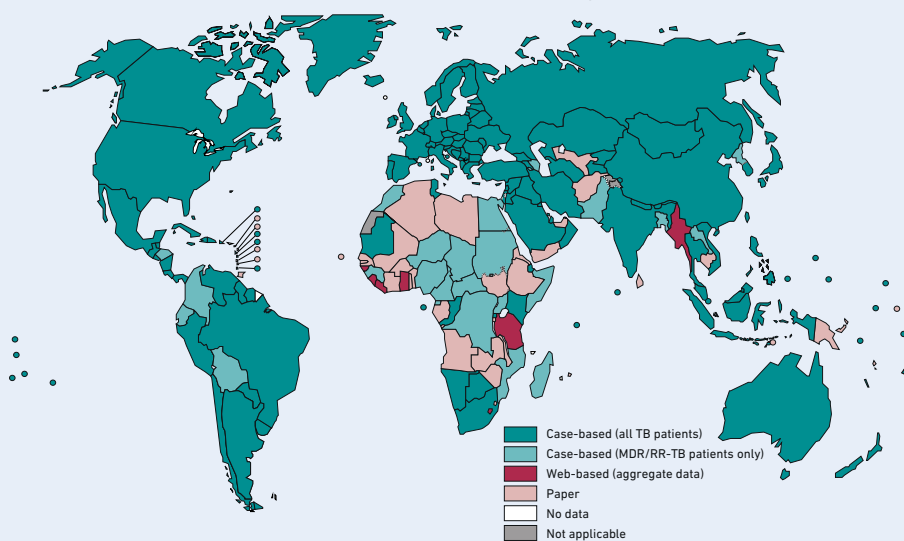 Case-based (all TB patients)
Case-based (MDR/RR-TB patients only)
Web-based (aggregate data)
Paper
No data
Not applicable